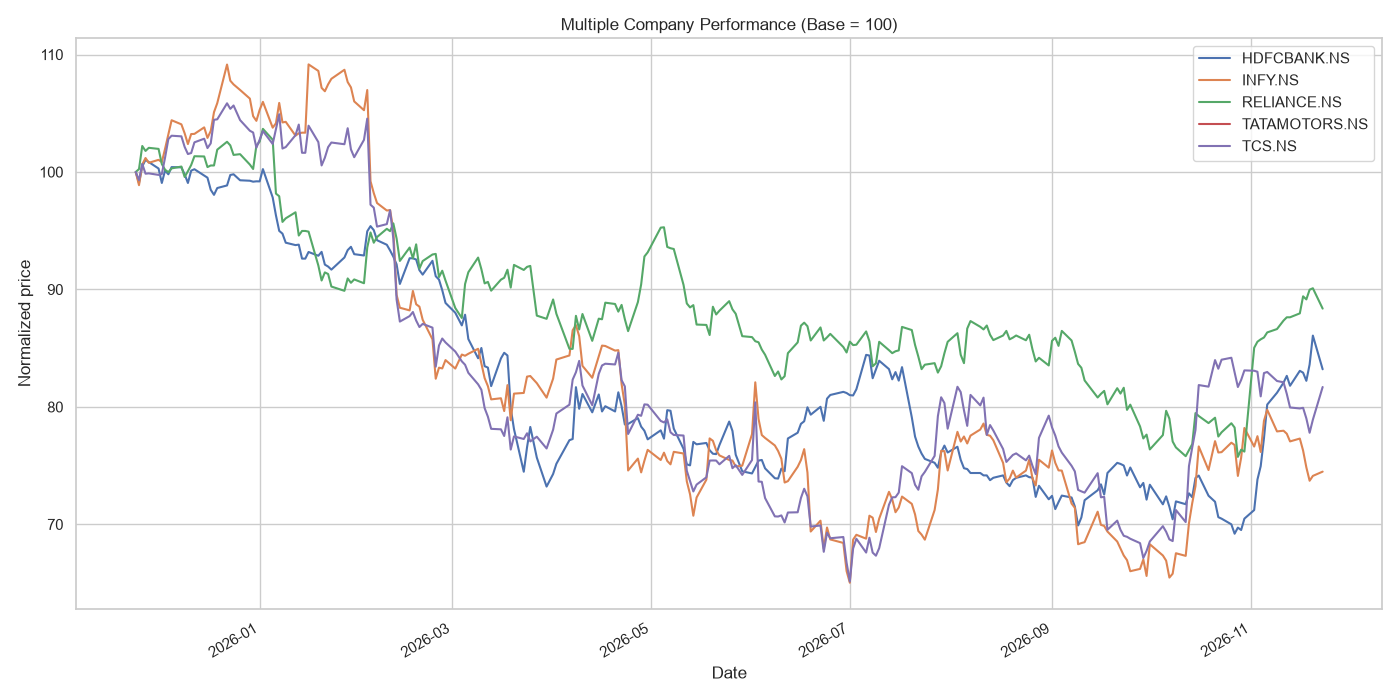 Multiple Company Performance (Base = 100)
HDFCBANK.NS
INFY.NS
RELIANCE.NS
TATAMOTORS.NS
TCS.NS
Normalized price
110
100
90
80
70
2026-01
2026-03
2026-05
2026-07
2026-09
2026-11
Date